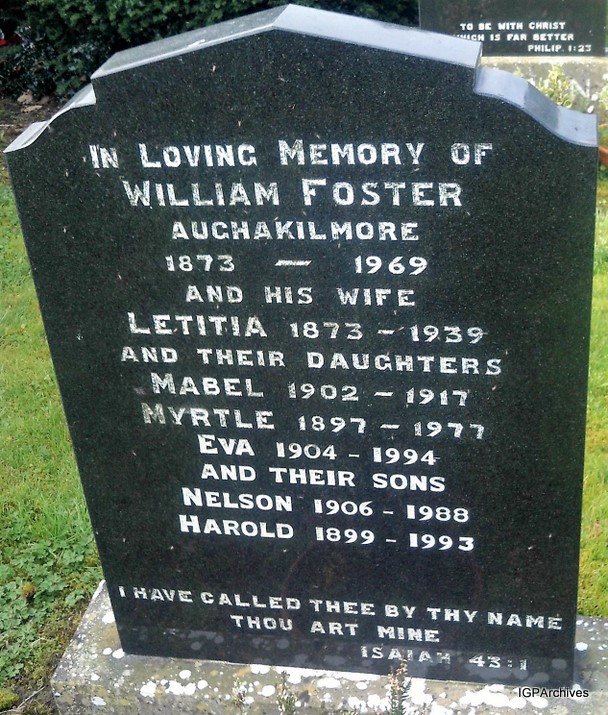 TO BE WITH CHRIST
WHICH IS FAR BETTER
PHILIP. 1:23
IN LOVING MEMORY OF
WILLIAM FOSTER
AUGHAKILMORE
1873 — 1969
AND HIS WIFE
LETITIA 1873 – 1939
AND THEIR DAUGHTERS
MABEL 1902 – 1917
MYRTLE 1897 – 1977
EVA 1904 - 1994
AND THEIR SONS
NELSON 1906 - 1988
HAROLD 1899 - 1993
I HAVE CALLED THEE BY THY NAME
THOU ART MINE
ISAIAH 43:1
IGPArchives